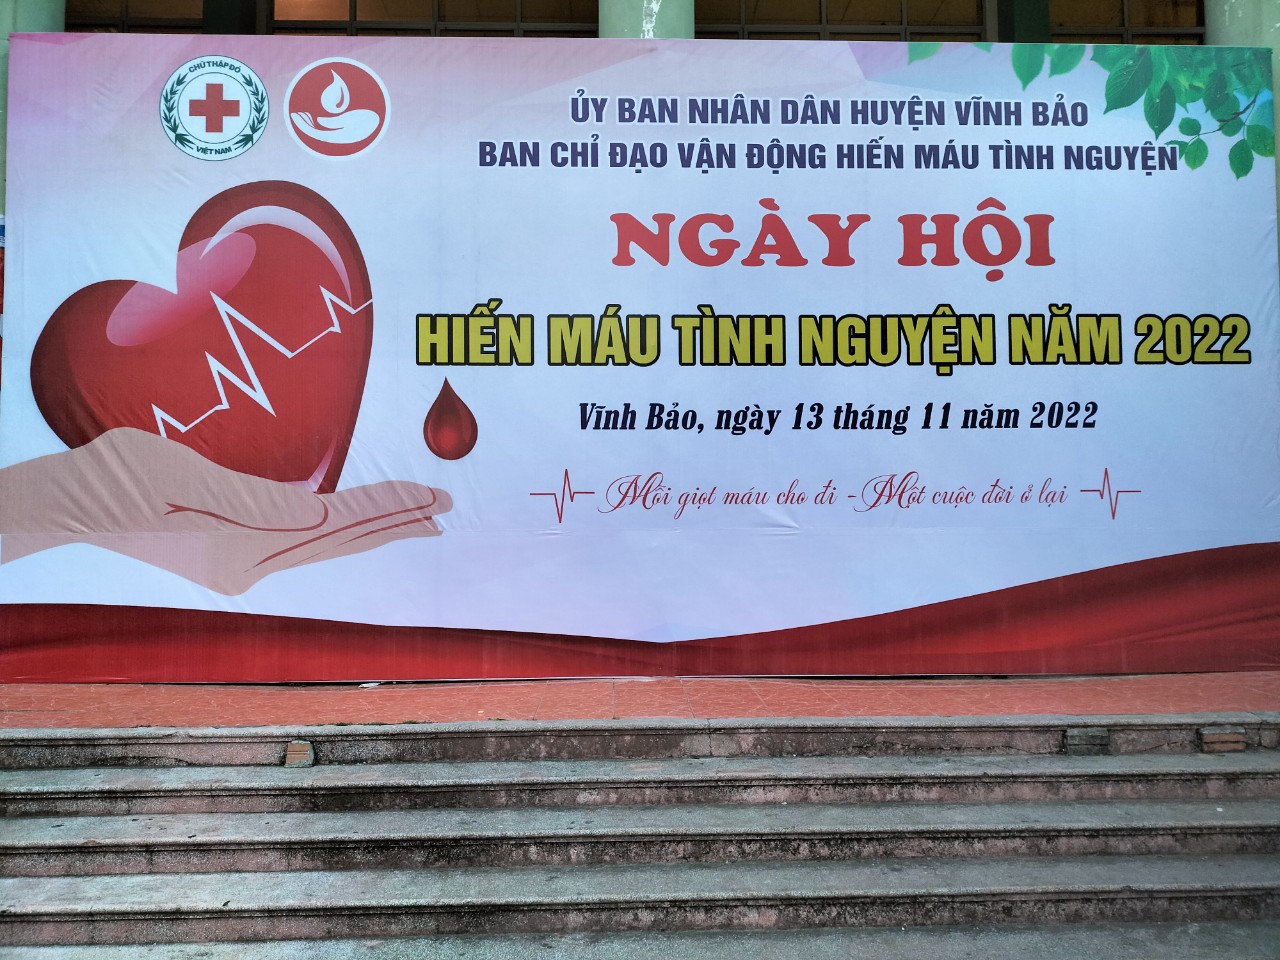 CHỮ THẬP ĐỎ
VIỆT NAM
ỦY BAN NHÂN DÂN HUYỆN VĨNH BẢO
BAN CHỈ ĐẠO VẬN ĐỘNG HIẾN MÁU TÌNH NGUYỆN
NGÀY HỘI
HIẾN MÁU TÌNH NGUYỆN NĂM 2022
Vĩnh Bảo, ngày 13 tháng 11 năm 2022
Mỗi giọt máu cho đi - Một cuộc đời ở lại